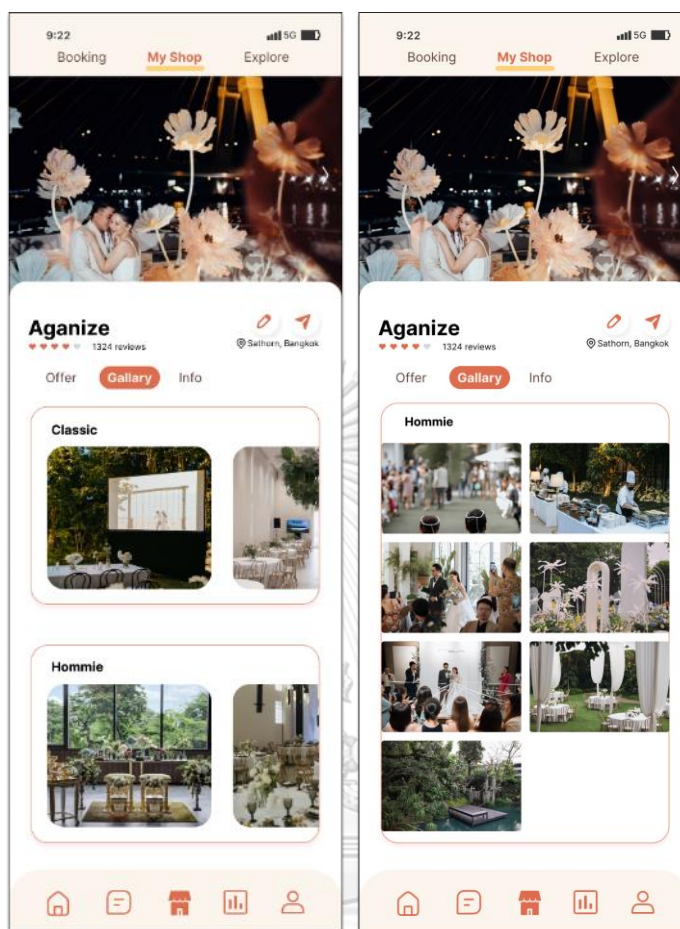 9:22 5G
Booking My Shop Explore
Aganize
1324 reviews
Sathorn, Bangkok
Offer Gallary Info
Classic
Hommie
9:22 5G
Booking My Shop Explore
Aganize
1324 reviews
Sathorn, Bangkok
Offer Gallary Info
Hommie